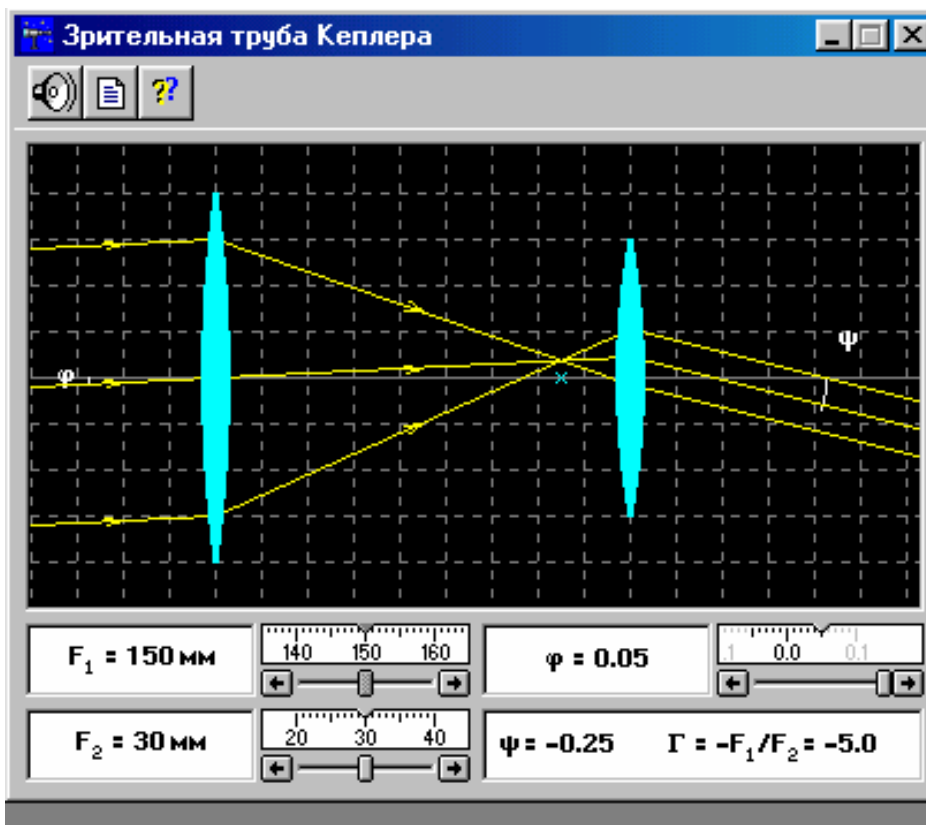 Зрительная труба Кеплера
??
φ
ψ
F₁ = 150 мм
140 150 160
φ = 0.05
.1 0.0 0.1
F₂ = 30 мм
20 30 40
ψ = -0.25 Γ = -F₁/F₂ = -5.0